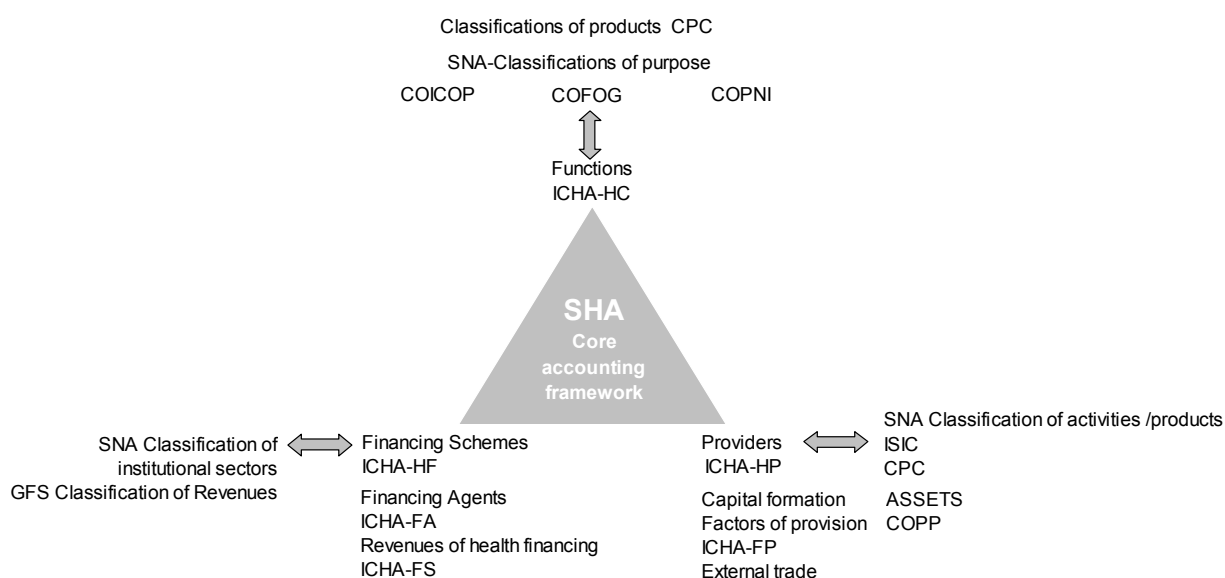 Classifications of products CPC
SNA-Classifications of purpose
COICOP COFOG COPNI
Functions
ICHA-HC
SHA
Core
accounting
framework
SNA Classification of
institutional sectors
GFS Classification of Revenues
Financing Schemes
ICHA-HF
Financing Agents
ICHA-FA
Revenues of health financing
ICHA-FS
Providers
ICHA-HP
Capital formation
Factors of provision
ICHA-FP
External trade
SNA Classification of activities /products
ISIC
CPC
ASSETS
COPP